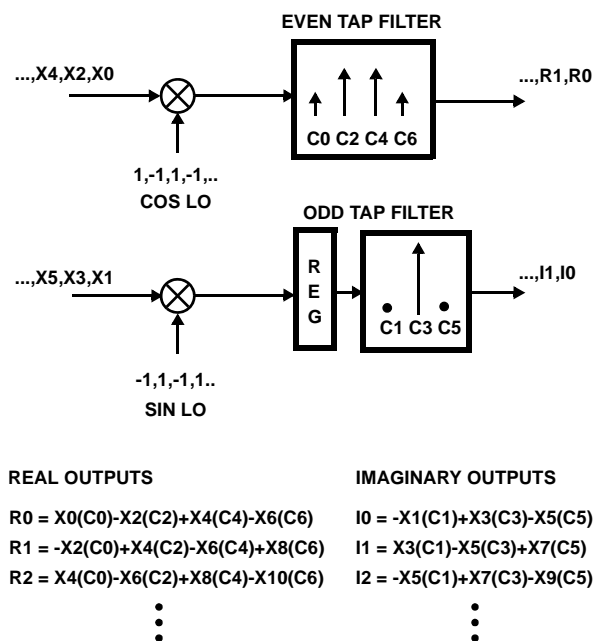 EVEN TAP FILTER
...,X4,X2,X0
...,R1,R0
C0 C2 C4 C6
1,-1,1,-1,..
COS LO
ODD TAP FILTER
...,X5,X3,X1
R
E
G
C1 C3 C5
...,I1,I0
-1,1,-1,1..
SIN LO
REAL OUTPUTS
R0 = X0(C0)-X2(C2)+X4(C4)-X6(C6)
R1 = -X2(C0)+X4(C2)-X6(C4)+X8(C6)
R2 = X4(C0)-X6(C2)+X8(C4)-X10(C6)
IMAGINARY OUTPUTS
I0 = -X1(C1)+X3(C3)-X5(C5)
I1 = X3(C1)-X5(C3)+X7(C5)
I2 = -X5(C1)+X7(C3)-X9(C5)